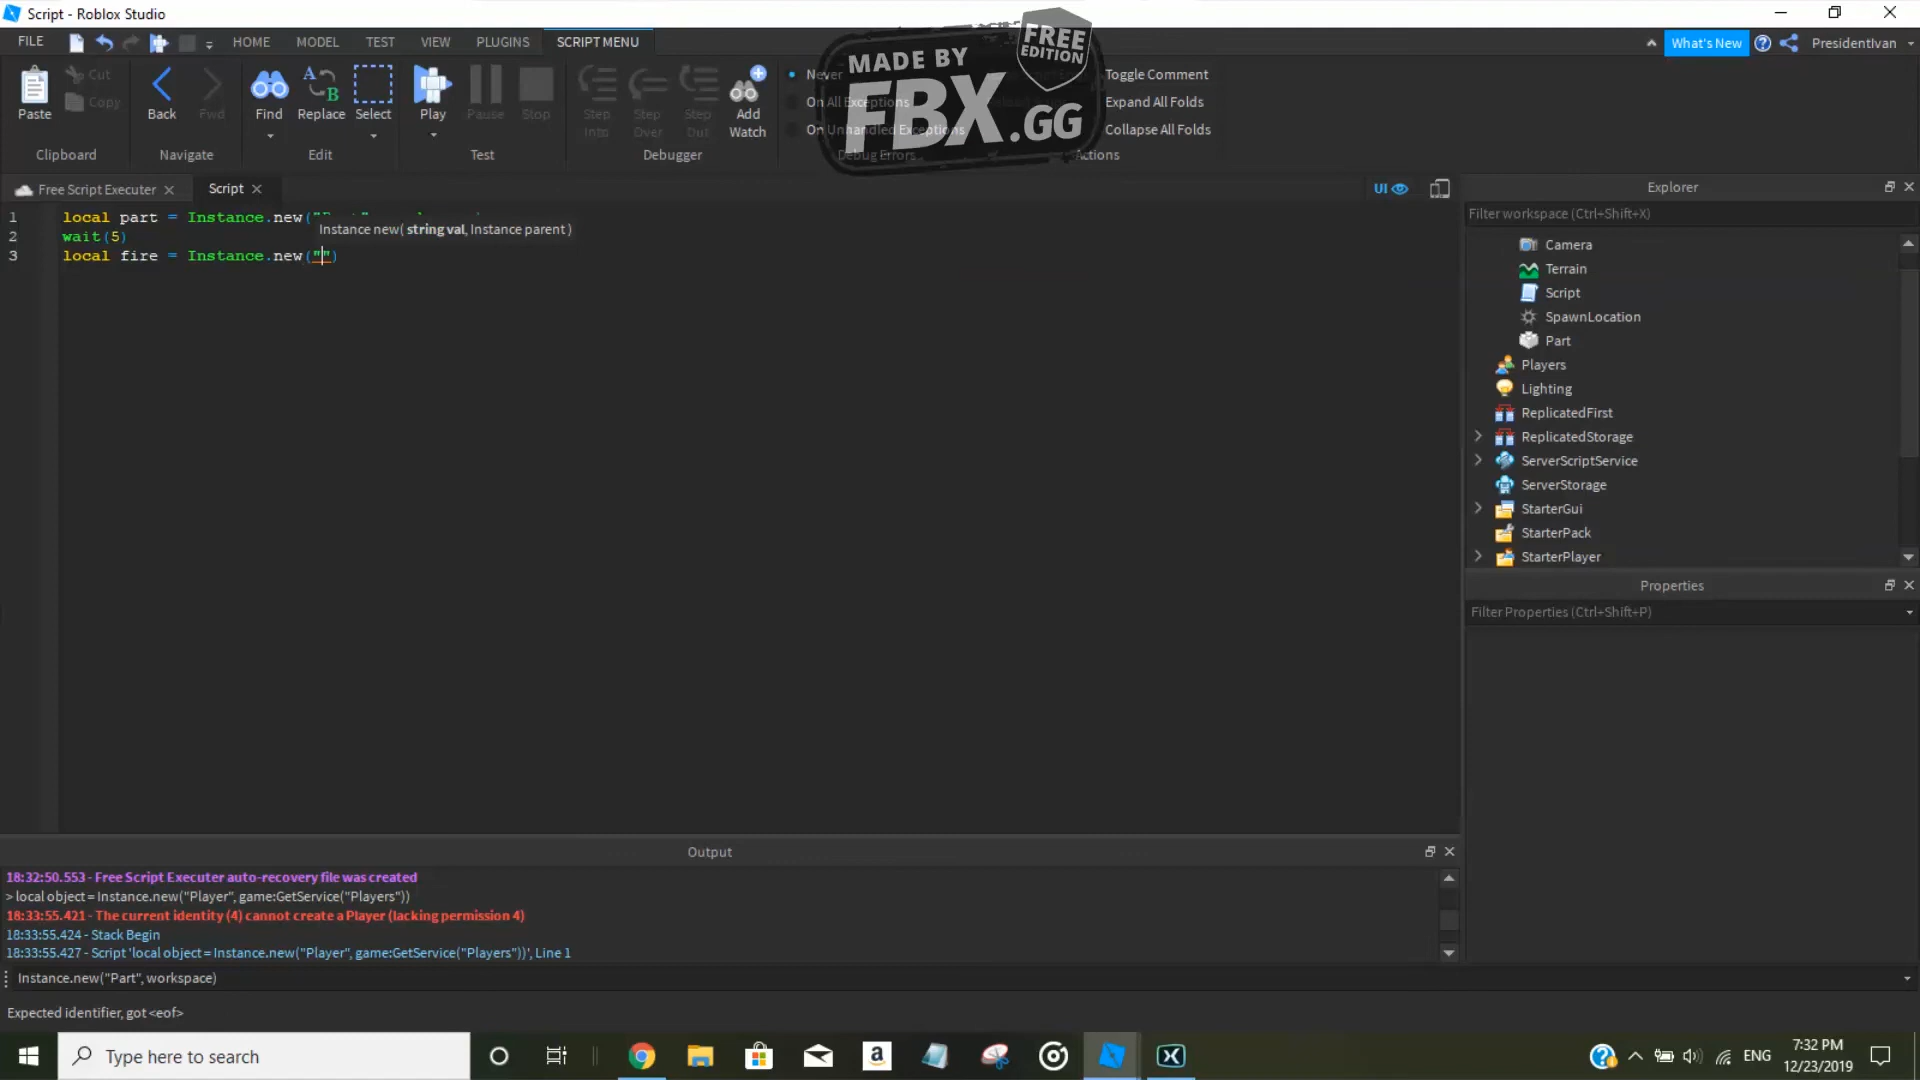 Script - Roblox Studio
FILE HOME MODEL TEST VIEW PLUGINS SCRIPT MENU What's New PresidentIvan
MADE BY
FBX.GG
FREE
EDITION
Paste
Cut
Copy
Clipboard
Back
Fwd
Navigate
Find
Replace
Select
Edit
Play
Pause
Stop
Test
Step
Into
Step
Over
Step
Out
Add
Watch
Debugger
Never
On All Exceptions
On Unhandled Exceptions
Debug Errors
Toggle Comment
Expand All Folds
Collapse All Folds
Actions
Free Script Executer
Script
UI
1 local part = Instance.new(
Instance new( string val, Instance parent )
2 wait(5)
3 local fire = Instance.new("")
Explorer
Filter workspace (Ctrl+Shift+X)
Camera
Terrain
Script
SpawnLocation
Part
Players
Lighting
ReplicatedFirst
ReplicatedStorage
ServerScriptService
ServerStorage
StarterGui
StarterPack
StarterPlayer
Properties
Filter Properties (Ctrl+Shift+P)
Output
18:32:50.553 - Free Script Executer auto-recovery file was created
> local object = Instance.new("Player", game:GetService("Players"))
18:33:55.421 - The current identity (4) cannot create a Player (lacking permission 4)
18:33:55.424 - Stack Begin
18:33:55.427 - Script 'local object = Instance.new("Player", game:GetService("Players"))', Line 1
Instance.new("Part", workspace)
Expected identifier, got <eof>
Type here to search
ENG
7:32 PM
12/23/2019